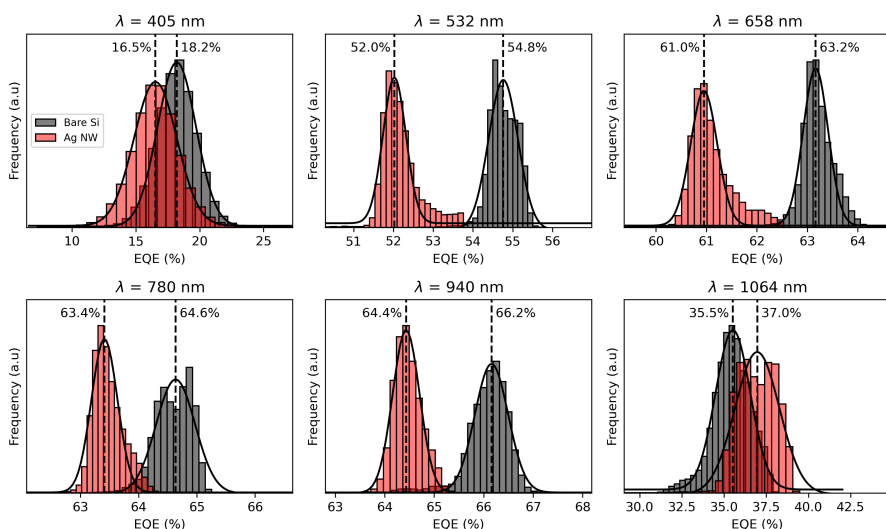 λ = 405 nm
16.5%
18.2%
Frequency (a.u)
Bare Si
Ag NW
10 15 20 25
EQE (%)
λ = 532 nm
52.0%
54.8%
Frequency (a.u)
51 52 53 54 55 56
EQE (%)
λ = 658 nm
61.0%
63.2%
Frequency (a.u)
60 61 62 63 64
EQE (%)
λ = 780 nm
63.4%
64.6%
Frequency (a.u)
63 64 65 66
EQE (%)
λ = 940 nm
64.4%
66.2%
Frequency (a.u)
63 64 65 66 67 68
EQE (%)
λ = 1064 nm
35.5%
37.0%
Frequency (a.u)
30.0 32.5 35.0 37.5 40.0 42.5
EQE (%)